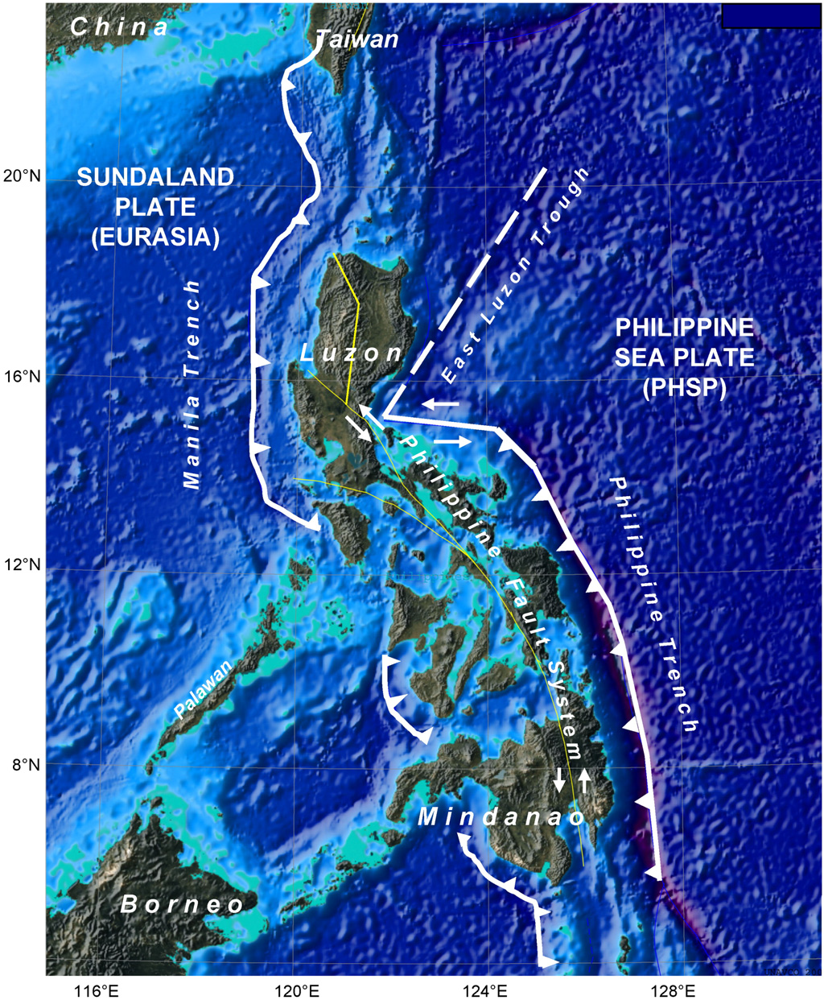 China
Taiwan
20°N
SUNDALAND
PLATE
(EURASIA)
East Luzon Trough
Manila Trench
PHILIPPINE
SEA PLATE
(PHSP)
Luzon
16°N
Philippine Fault System
Philippine Trench
12°N
Palawan
8°N
Mindanao
Borneo
116°E
120°E
124°E
128°E